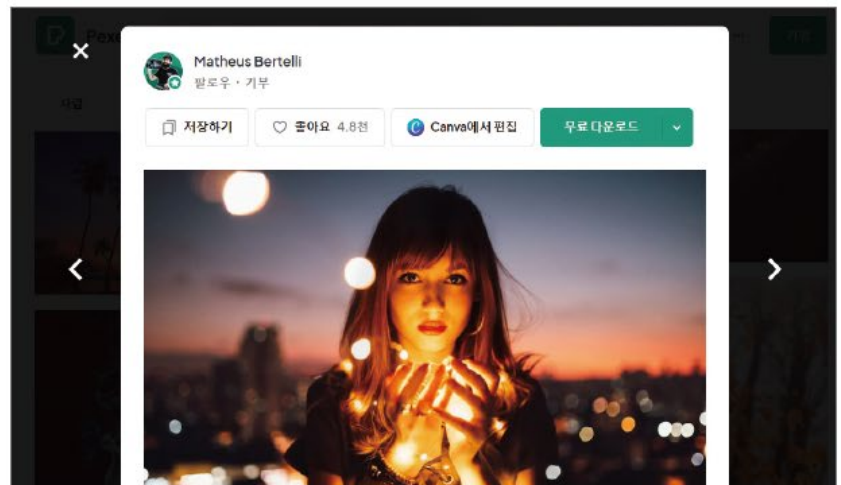 Pexe
Matheus Bertelli
팔로우 · 기부
저장하기
좋아요 4.8천
Canva에서 편집
무료 다운로드